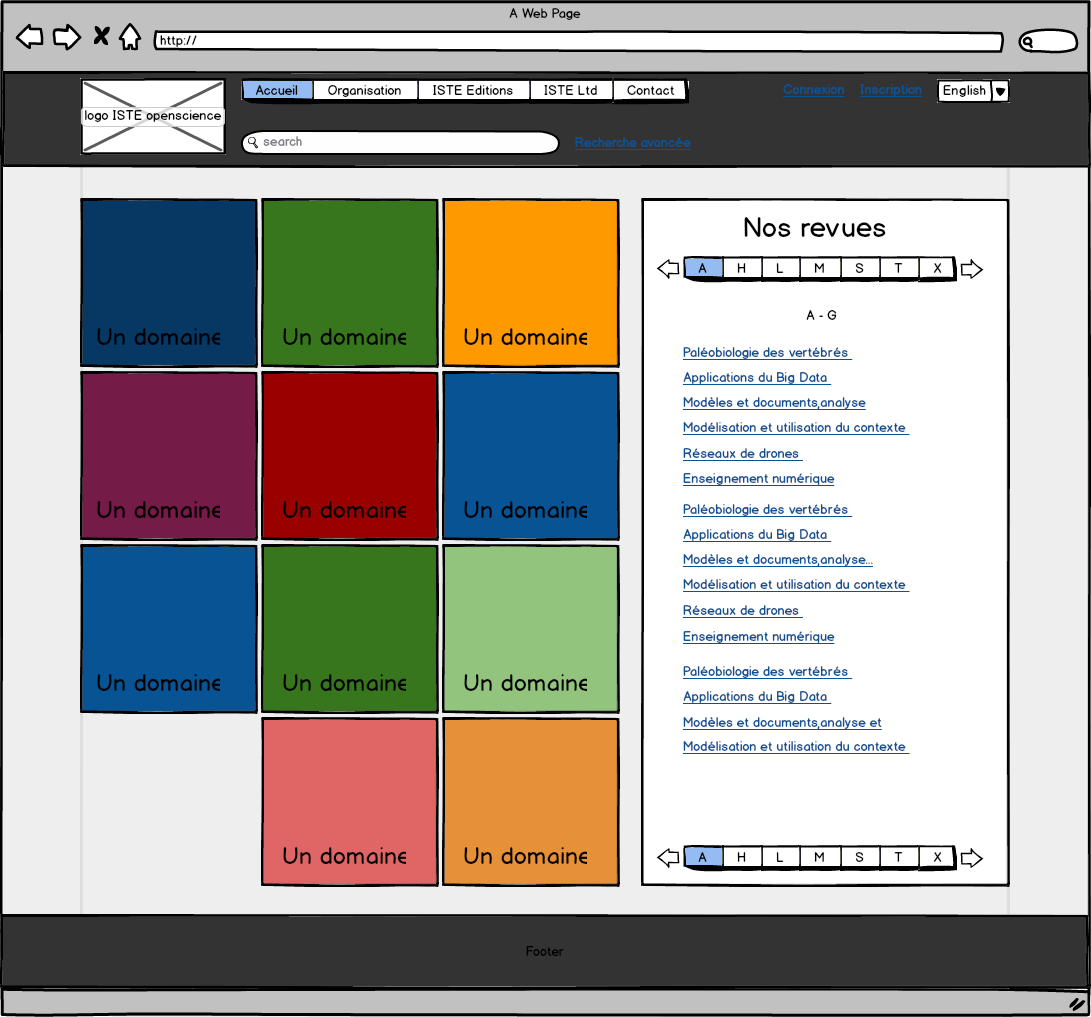 A Web Page
http://
logo ISTE openscience
Accueil Organisation ISTE Editions ISTE Ltd Contact
Connexion Inscription English
search
Recherche avancée
Un domaine Un domaine Un domaine
Un domaine Un domaine Un domaine
Un domaine Un domaine Un domaine
Un domaine Un domaine
Nos revues
A H L M S T X
A - G
Paléobiologie des vertébrés
Applications du Big Data
Modèles et documents,analyse
Modélisation et utilisation du contexte
Réseaux de drones
Enseignement numérique
Paléobiologie des vertébrés
Applications du Big Data
Modèles et documents,analyse...
Modélisation et utilisation du contexte
Réseaux de drones
Enseignement numérique
Paléobiologie des vertébrés
Applications du Big Data
Modèles et documents,analyse et
Modélisation et utilisation du contexte
A H L M S T X
Footer